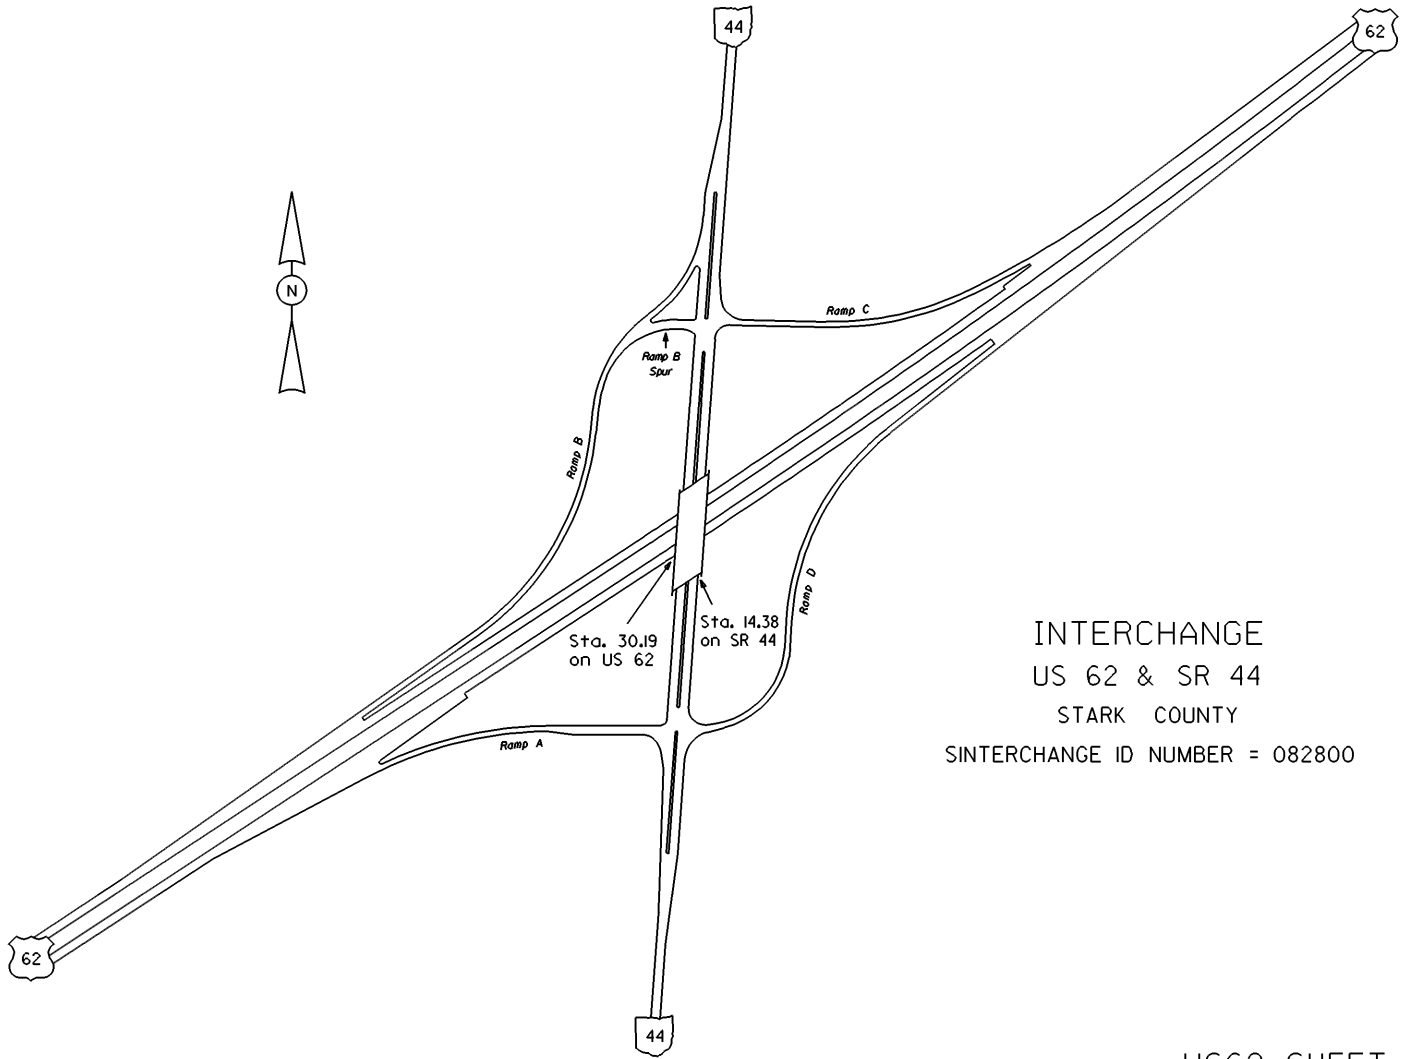 44
62
N
Ramp C
Ramp B
Spur
Ramp B
Ramp D
Sta. 30.19
on US 62
Sta. 14.38
on SR 44
Ramp A
INTERCHANGE
US 62 & SR 44
STARK COUNTY
SINTERCHANGE ID NUMBER = 082800
62
44